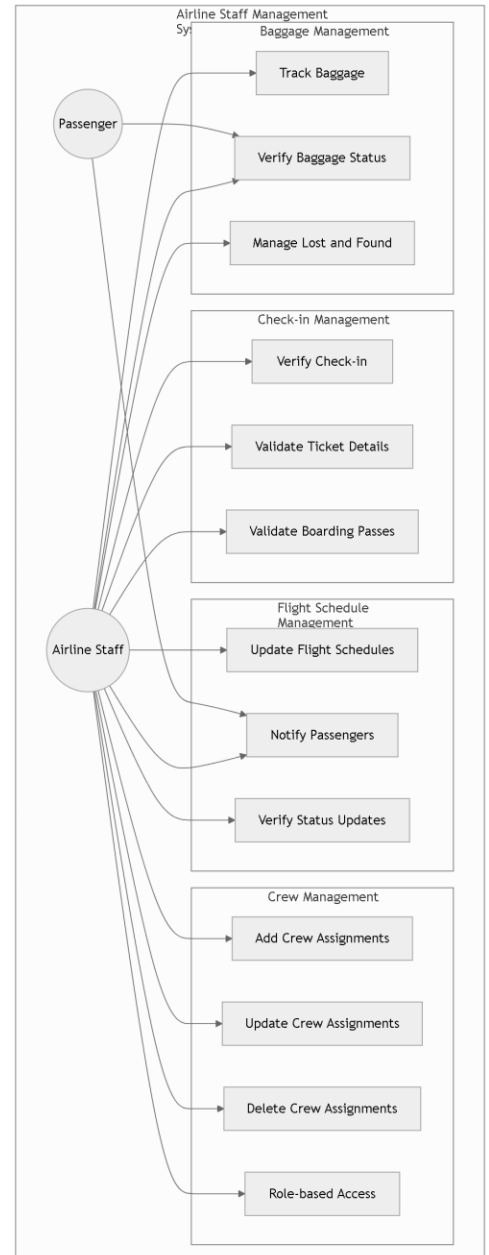 Airline Staff Management
Sy
Baggage Management
Track Baggage
Passenger
Verify Baggage Status
Manage Lost and Found
Check-in Management
Verify Check-in
Validate Ticket Details
Validate Boarding Passes
Flight Schedule
Management
Airline Staff
Update Flight Schedules
Notify Passengers
Verify Status Updates
Crew Management
Add Crew Assignments
Update Crew Assignments
Delete Crew Assignments
Role-based Access